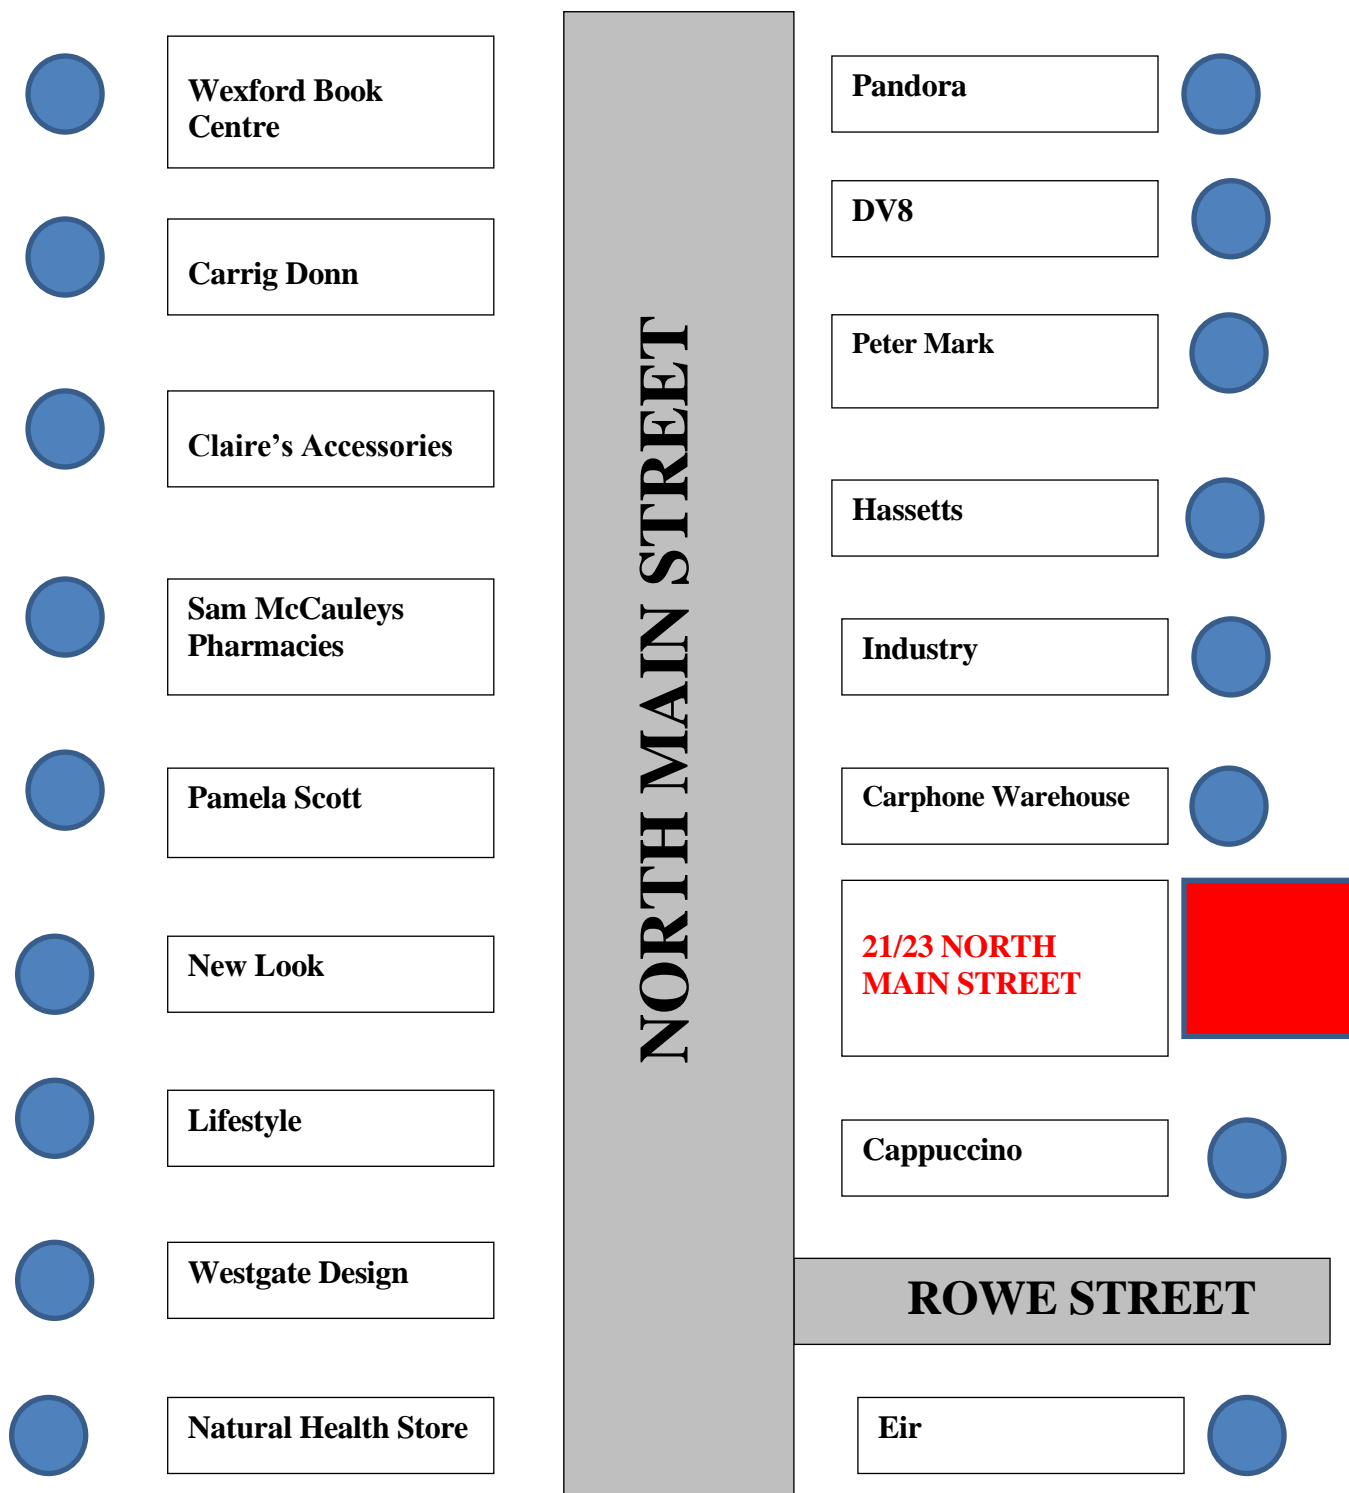 Wexford Book
Centre
Carrig Donn
Claire’s Accessories
Sam McCauleys
Pharmacies
Pamela Scott
New Look
Lifestyle
Westgate Design
Natural Health Store
NORTH MAIN STREET
Pandora
DV8
Peter Mark
Hassetts
Industry
Carphone Warehouse
21/23 NORTH
MAIN STREET
Cappuccino
ROWE STREET
Eir